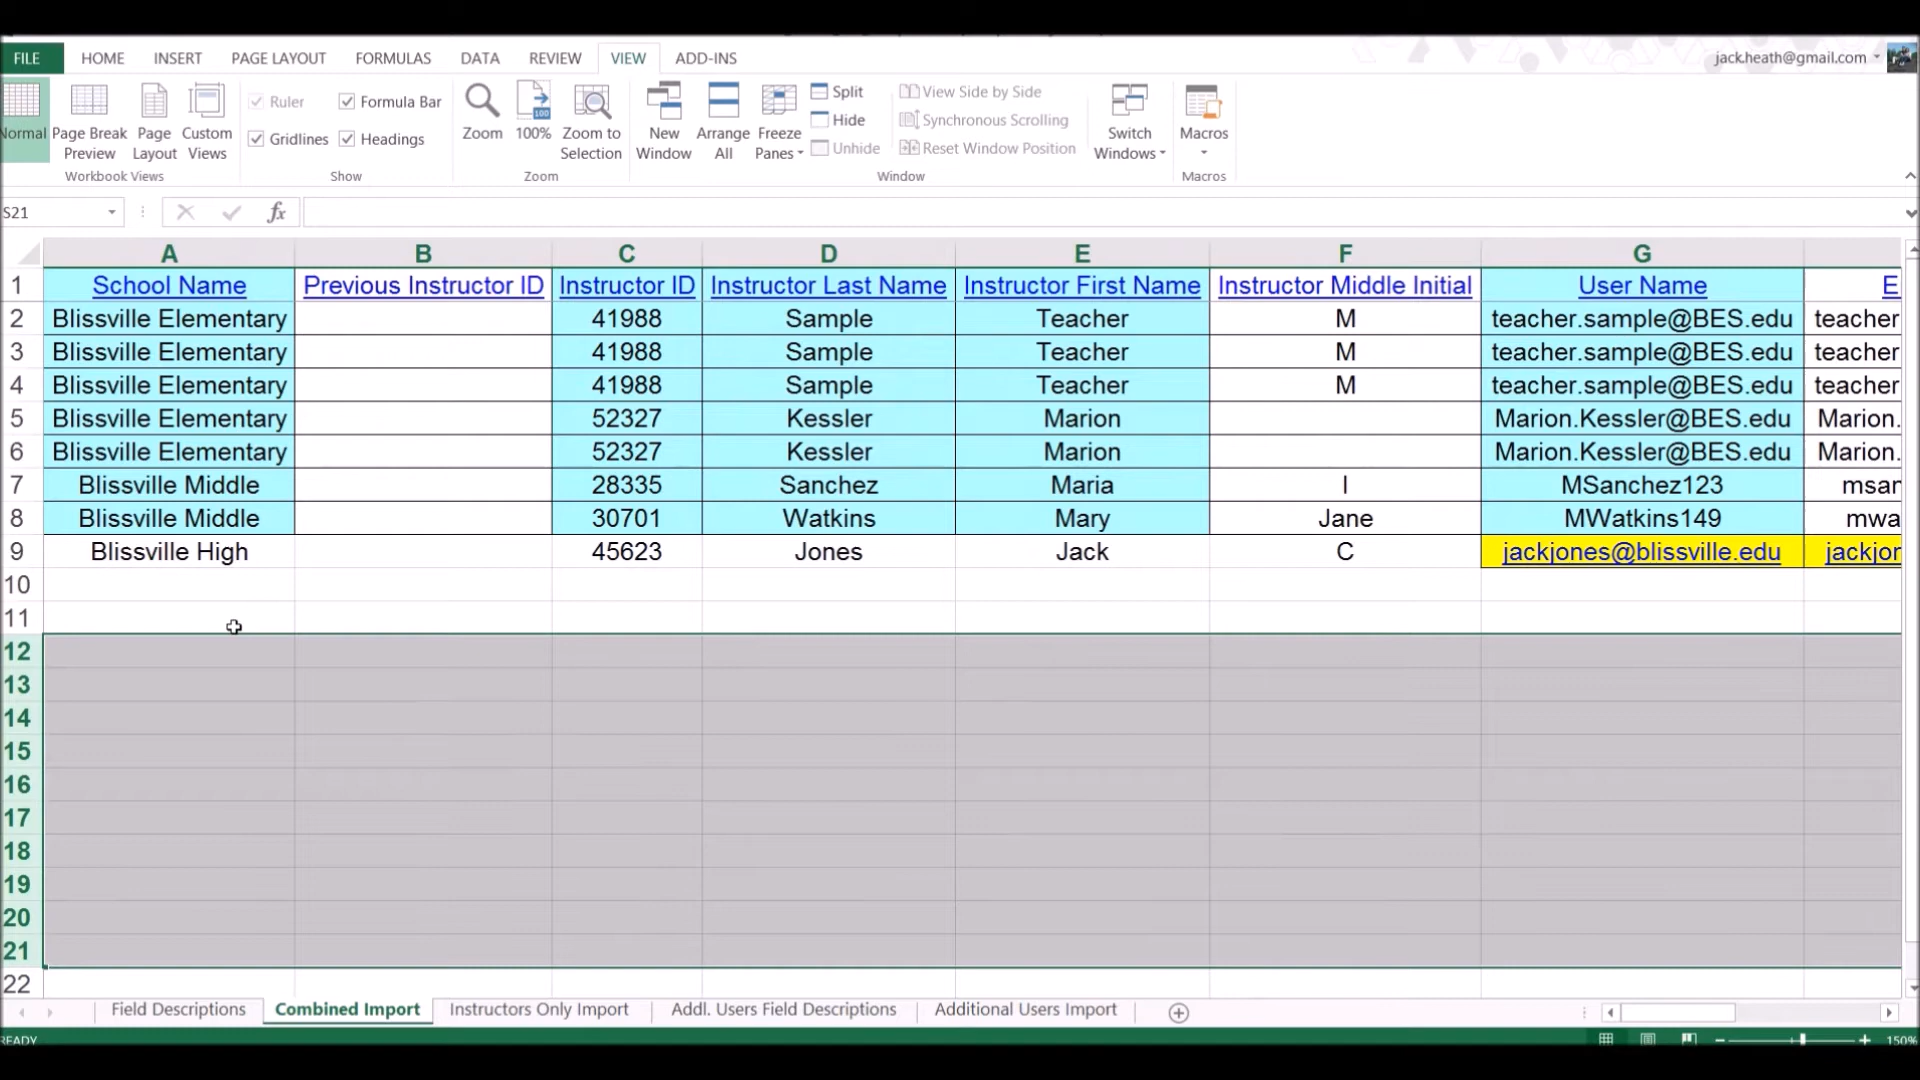 FILE HOME INSERT PAGE LAYOUT FORMULAS DATA REVIEW VIEW ADD-INS jack.heath@gmail.com
Normal Page Break Preview Page Layout Custom Views
Workbook Views
Ruler Formula Bar
Gridlines Headings
Show
Zoom 100% Zoom to Selection
Zoom
New Window Arrange All Freeze Panes
Split
Hide
Unhide
View Side by Side
Synchronous Scrolling
Reset Window Position
Switch Windows
Window
Macros
Macros
S21 fx
A B C D E F G
1 School Name Previous Instructor ID Instructor ID Instructor Last Name Instructor First Name Instructor Middle Initial User Name E
2 Blissville Elementary 41988 Sample Teacher M teacher.sample@BES.edu teacher
3 Blissville Elementary 41988 Sample Teacher M teacher.sample@BES.edu teacher
4 Blissville Elementary 41988 Sample Teacher M teacher.sample@BES.edu teacher
5 Blissville Elementary 52327 Kessler Marion Marion.Kessler@BES.edu Marion.
6 Blissville Elementary 52327 Kessler Marion Marion.Kessler@BES.edu Marion.
7 Blissville Middle 28335 Sanchez Maria I MSanchez123 msan
8 Blissville Middle 30701 Watkins Mary Jane MWatkins149 mwa
9 Blissville High 45623 Jones Jack C jackjones@blissville.edu jackjor
10
11
12
13
14
15
16
17
18
19
20
21
22
Field Descriptions Combined Import Instructors Only Import Addl. Users Field Descriptions Additional Users Import
READY 150%